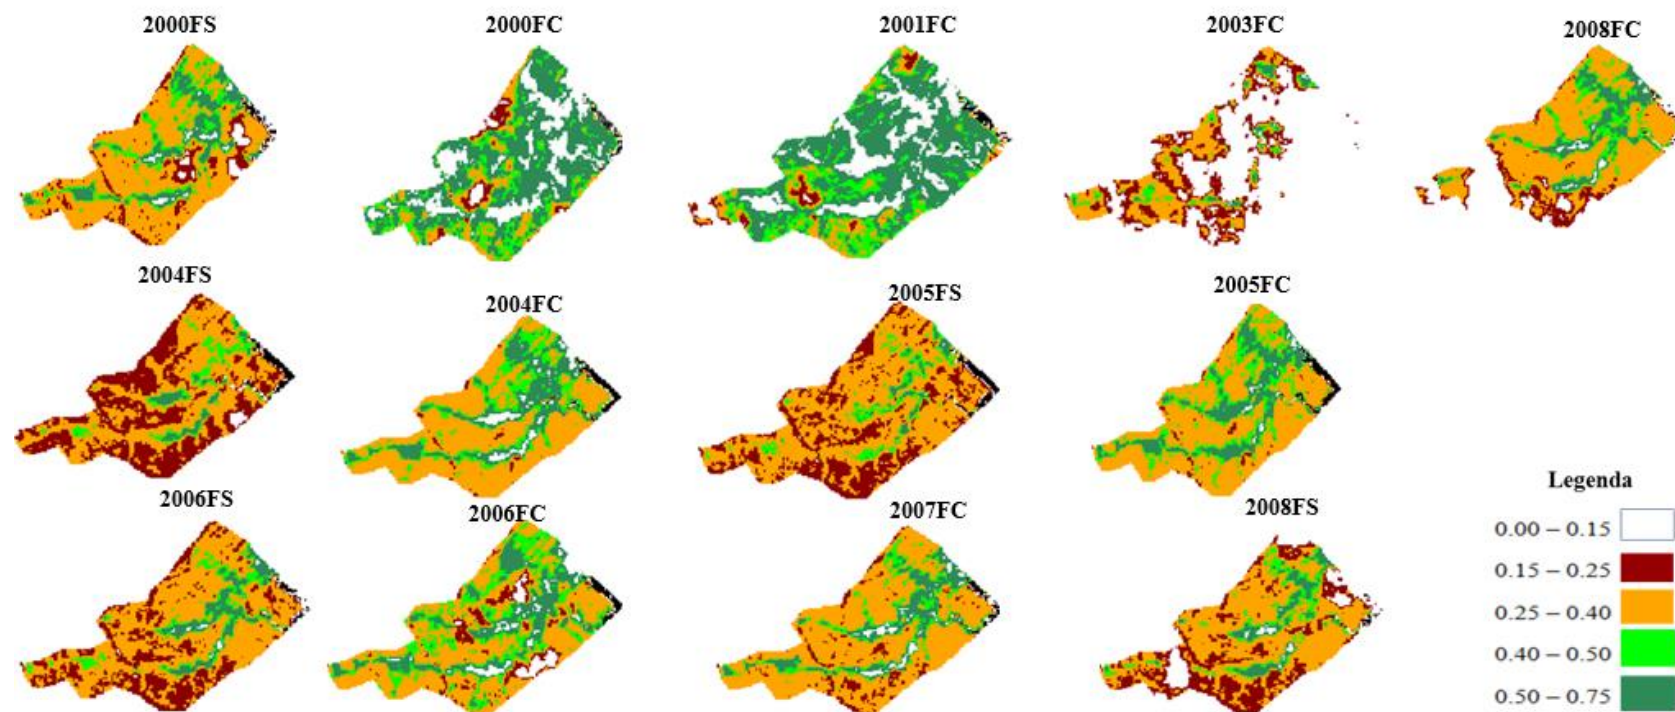 2000FS
2000FC
2001FC
2003FC
2008FC
2004FS
2004FC
2005FS
2005FC
2006FS
2006FC
2007FC
2008FS
Legenda
0.00 – 0.15
0.15 – 0.25
0.25 – 0.40
0.40 – 0.50
0.50 – 0.75